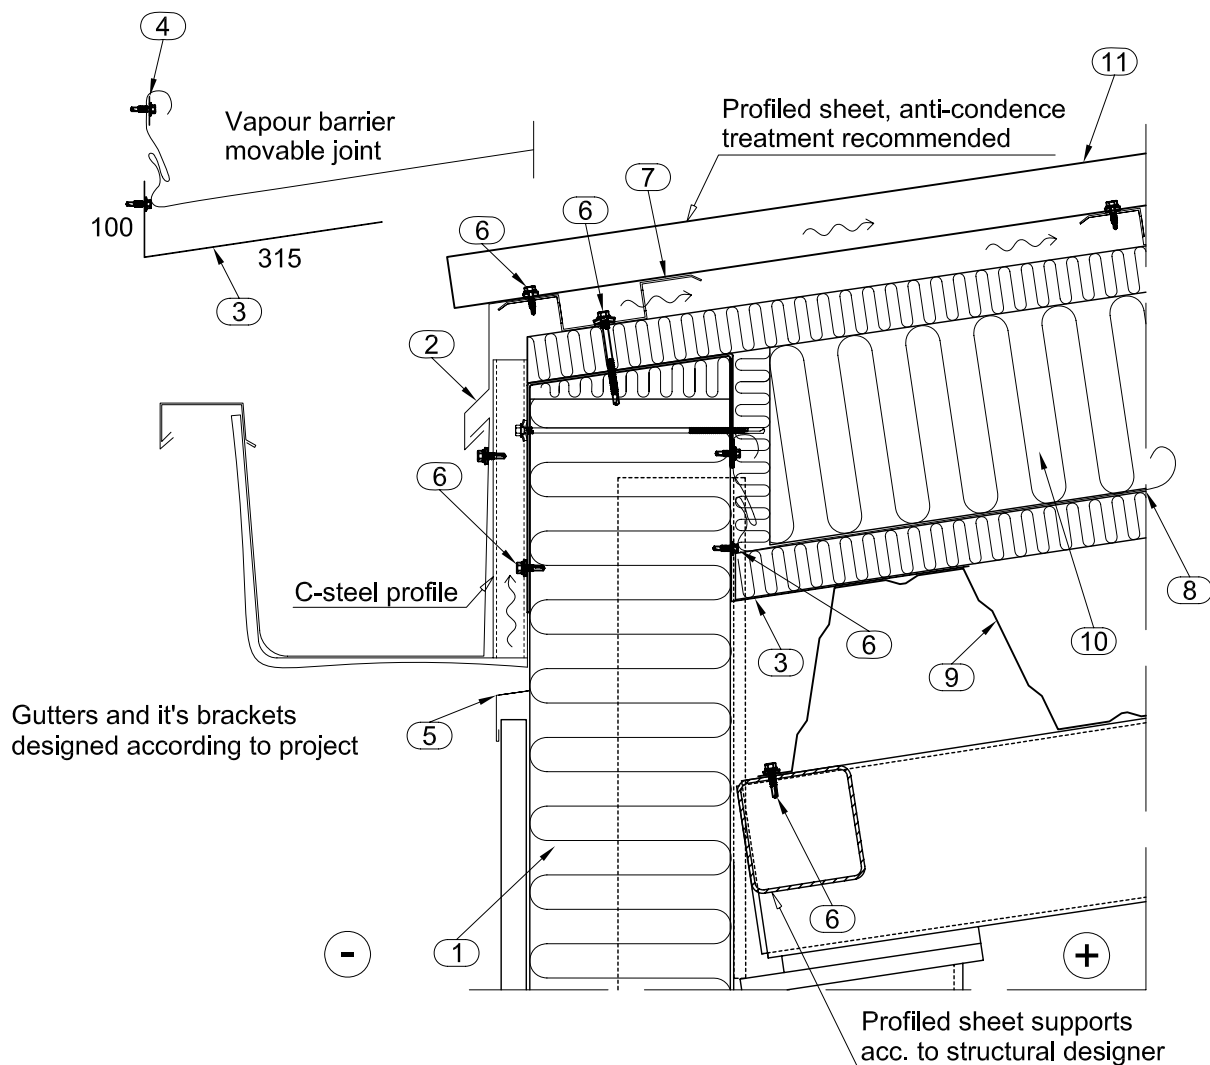 4
11
Profiled sheet, anti-condence
treatment recommended
Vapour barrier
movable joint
7
6
6
100
315
3
2
6
C-steel profile
8
10
6
3
9
Gutters and it's brackets
designed according to project
5
6
1
-
+
Profiled sheet supports
acc. to structural designer